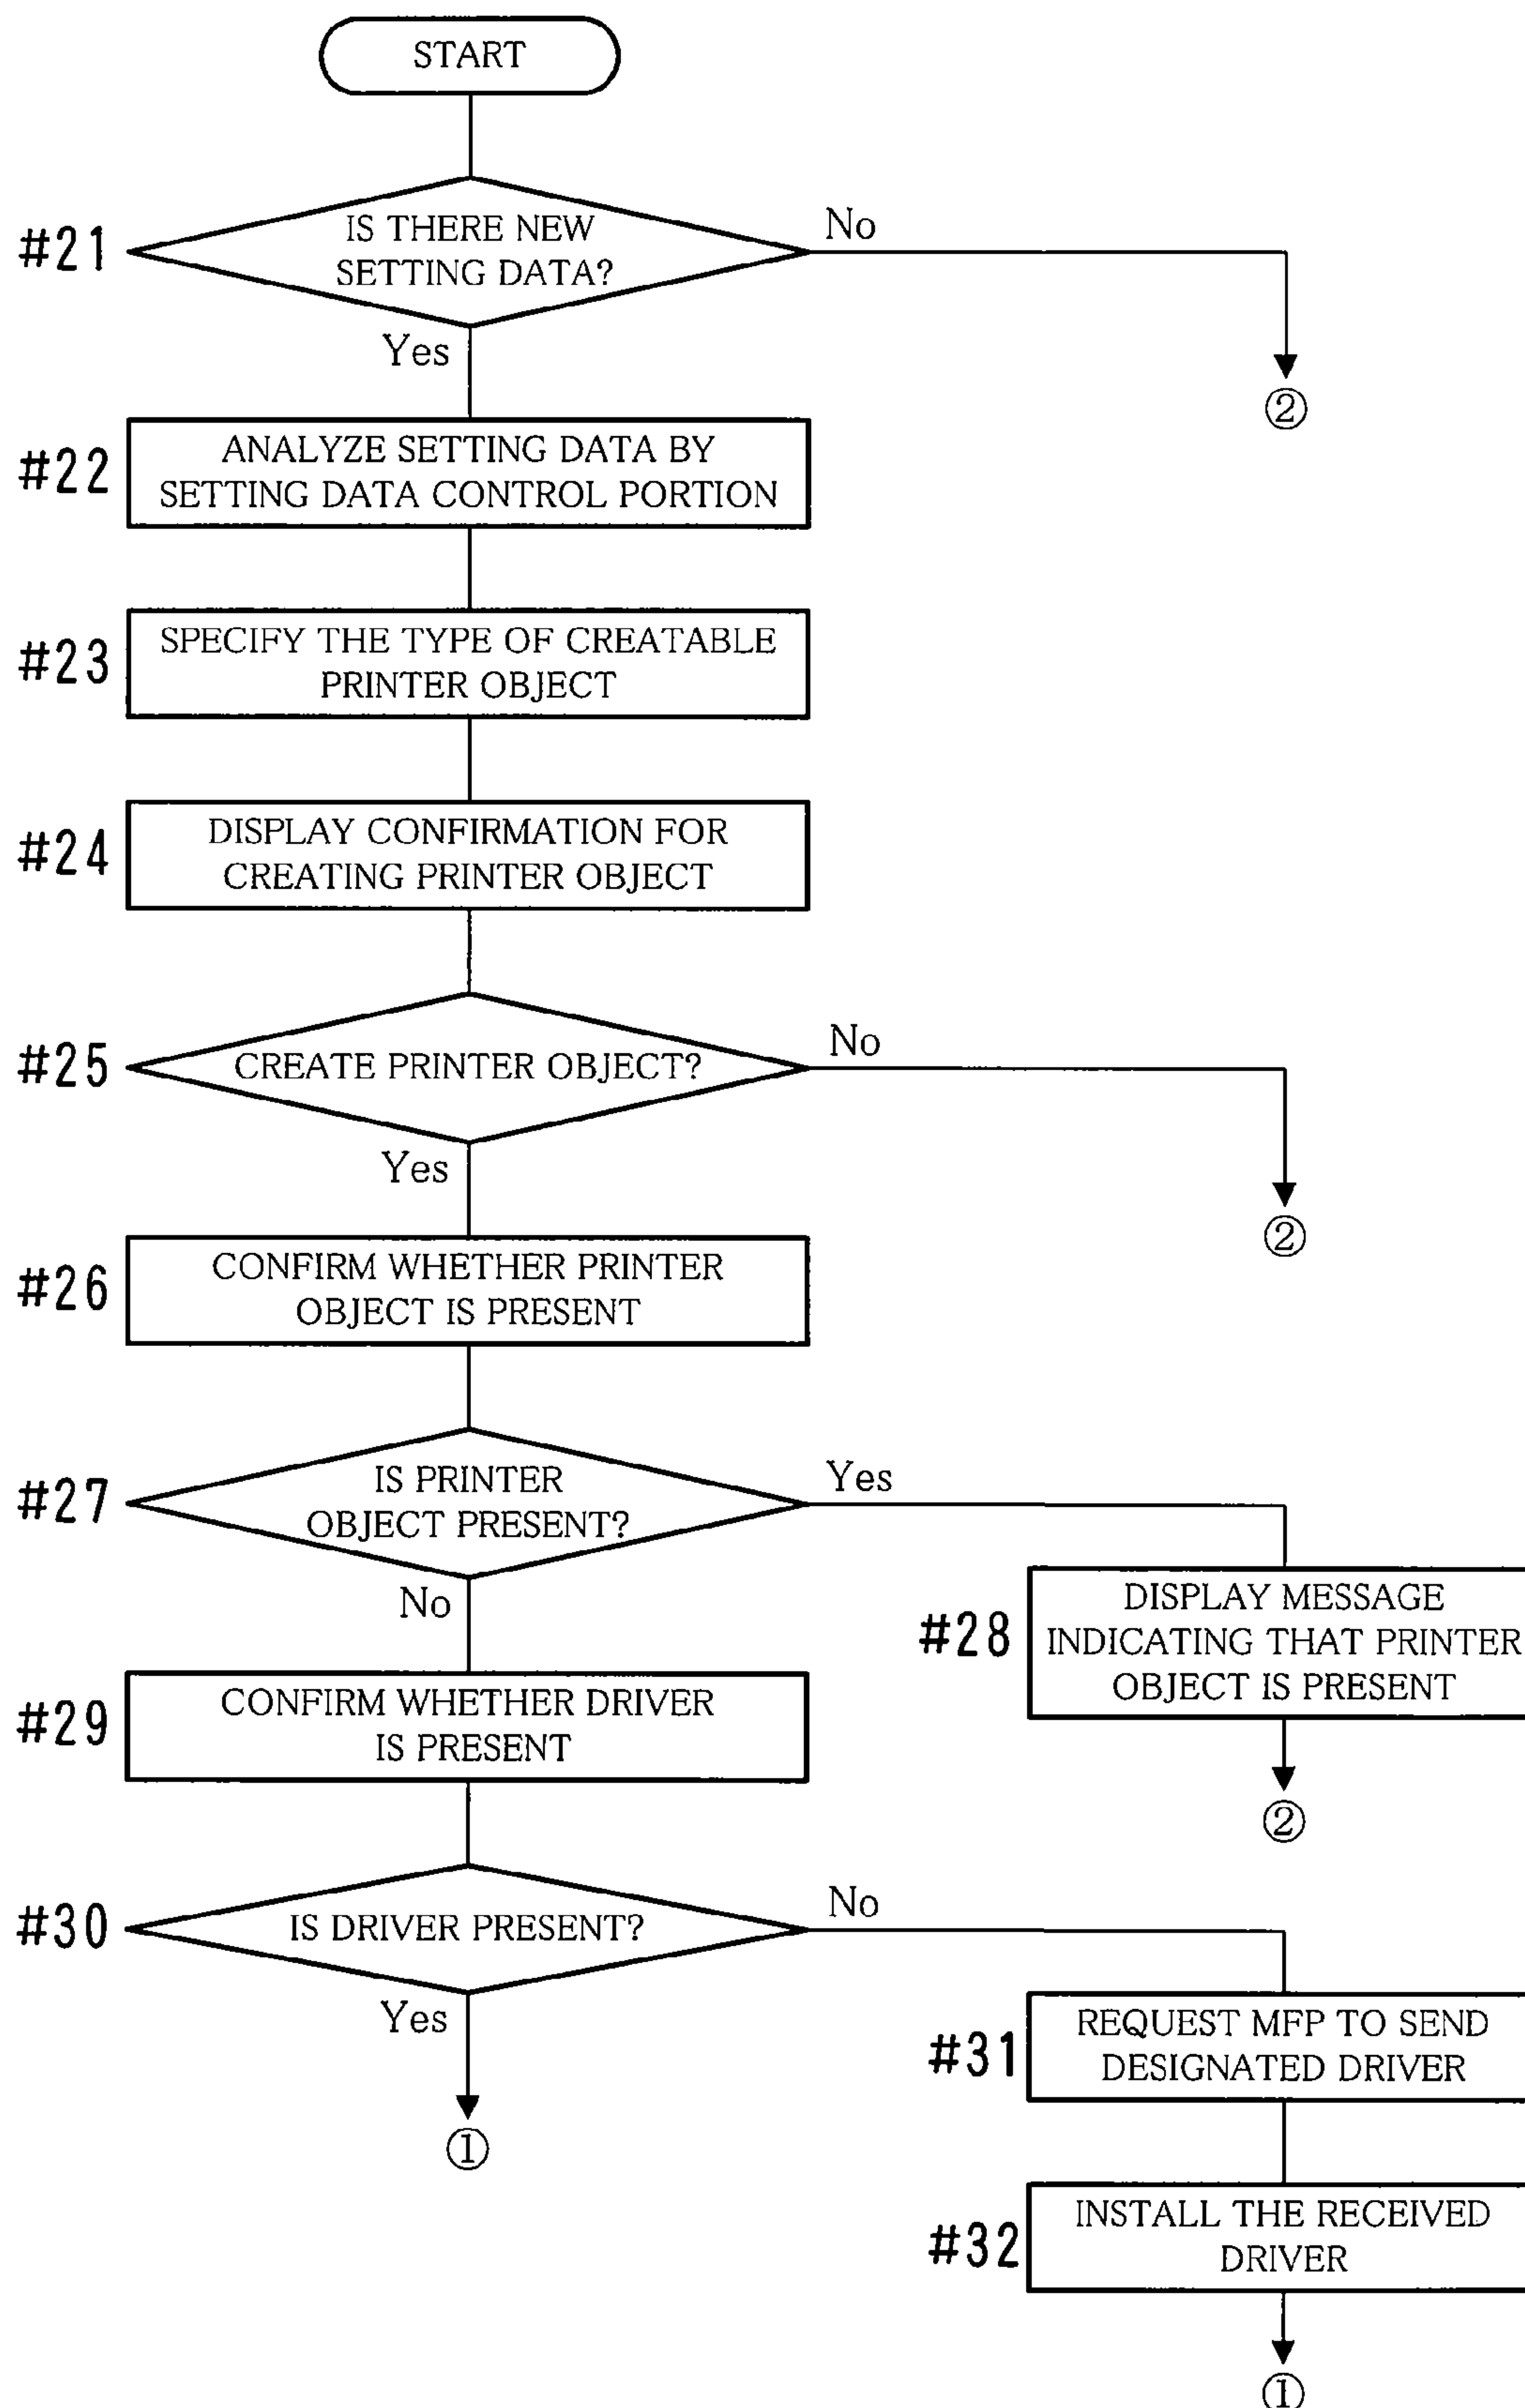 START
#21
IS THERE NEW
SETTING DATA?
No
②
Yes
#22
ANALYZE SETTING DATA BY
SETTING DATA CONTROL PORTION
#23
SPECIFY THE TYPE OF CREATABLE
PRINTER OBJECT
#24
DISPLAY CONFIRMATION FOR
CREATING PRINTER OBJECT
#25
CREATE PRINTER OBJECT?
No
②
Yes
#26
CONFIRM WHETHER PRINTER
OBJECT IS PRESENT
#27
IS PRINTER
OBJECT PRESENT?
Yes
No
#28
DISPLAY MESSAGE
INDICATING THAT PRINTER
OBJECT IS PRESENT
②
#29
CONFIRM WHETHER DRIVER
IS PRESENT
#30
IS DRIVER PRESENT?
No
Yes
①
#31
REQUEST MFP TO SEND
DESIGNATED DRIVER
#32
INSTALL THE RECEIVED
DRIVER
①